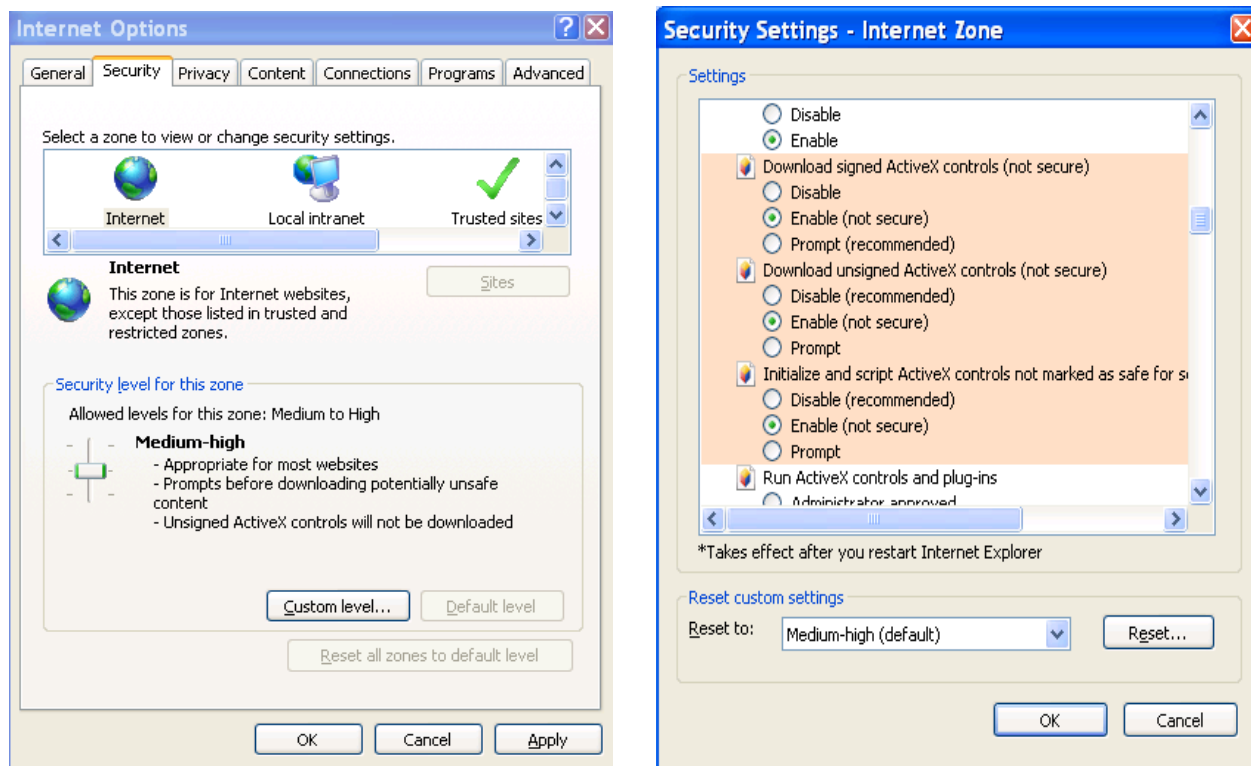 Internet Options
General Security Privacy Content Connections Programs Advanced
Select a zone to view or change security settings.
Internet Local intranet Trusted sites
Internet
This zone is for Internet websites,
except those listed in trusted and
restricted zones.
Sites
Security level for this zone
Allowed levels for this zone: Medium to High
Medium-high
- Appropriate for most websites
- Prompts before downloading potentially unsafe
content
- Unsigned ActiveX controls will not be downloaded
Custom level... Default level
Reset all zones to default level
OK Cancel Apply
Security Settings - Internet Zone
Settings
Disable
Enable
Download signed ActiveX controls (not secure)
Disable
Enable (not secure)
Prompt (recommended)
Download unsigned ActiveX controls (not secure)
Disable (recommended)
Enable (not secure)
Prompt
Initialize and script ActiveX controls not marked as safe for
Disable (recommended)
Enable (not secure)
Prompt
Run ActiveX controls and plug-ins
Administrator approved
*Takes effect after you restart Internet Explorer
Reset custom settings
Reset to: Medium-high (default) Reset...
OK Cancel